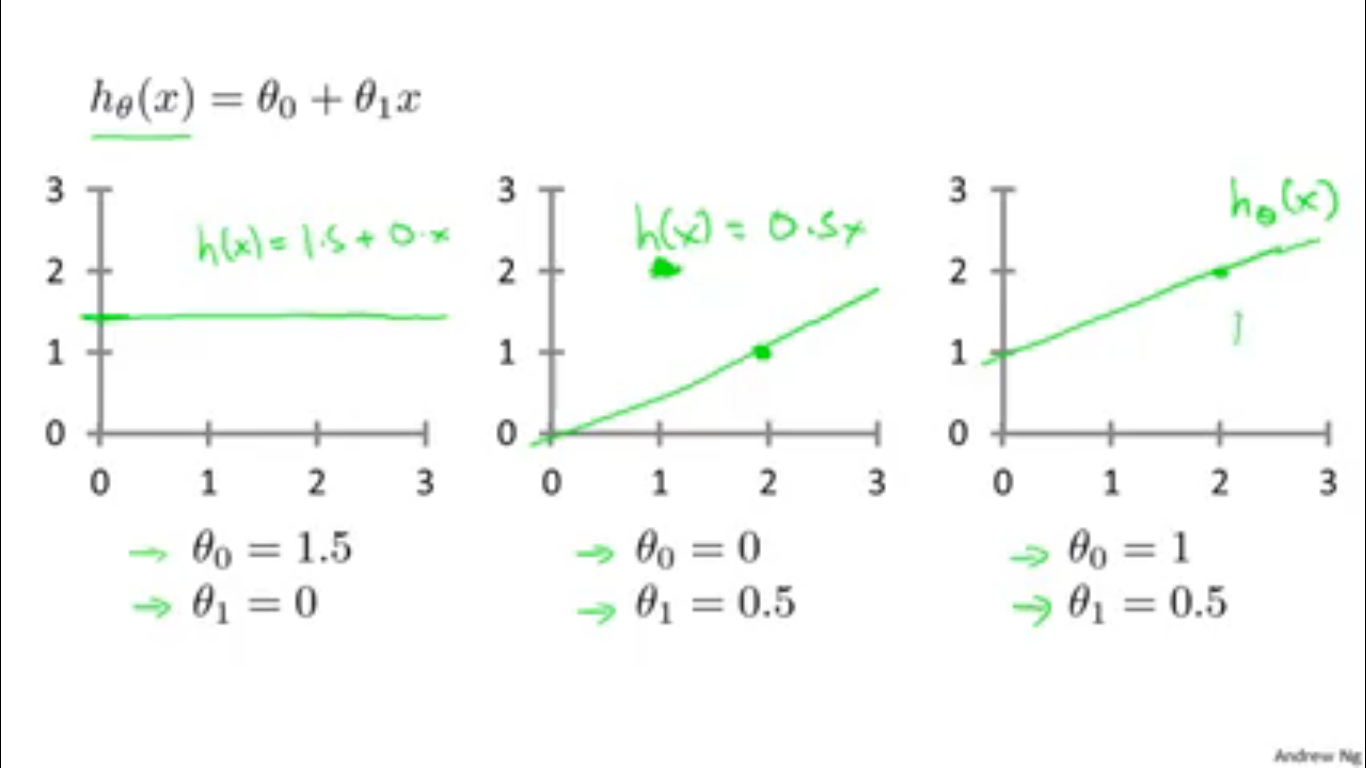 hθ(x) = θ0 + θ1x
3
2
1
0
0 1 2 3
h(x) = 1.5 + 0·x
3
2
1
0
0 1 2 3
h(x) = 0.5x
3
2
1
0
0 1 2 3
hθ(x)
→ θ0 = 1.5
→ θ1 = 0
→ θ0 = 0
→ θ1 = 0.5
→ θ0 = 1
→ θ1 = 0.5
Andrew Ng